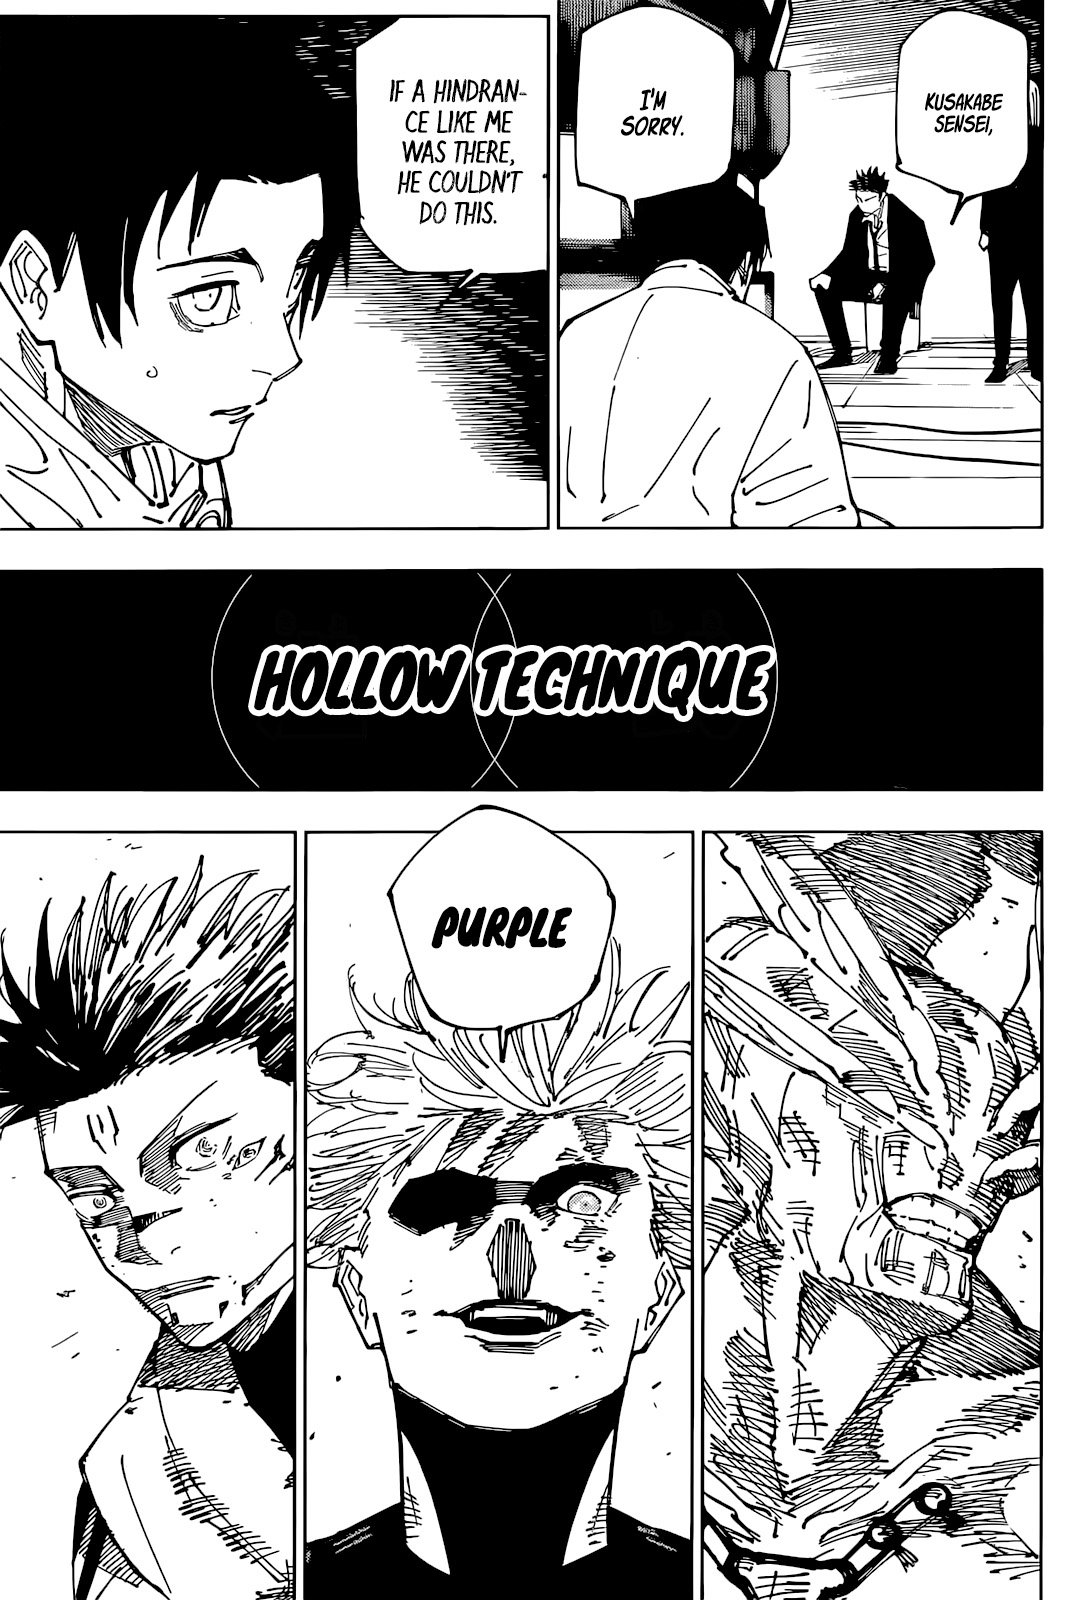 KUSAKABE
SENSEI,
I'M
SORRY.
IF A HINDRAN-
CE LIKE ME
WAS THERE,
HE COULDN'T
DO THIS.
HOLLOW TECHNIQUE
PURPLE